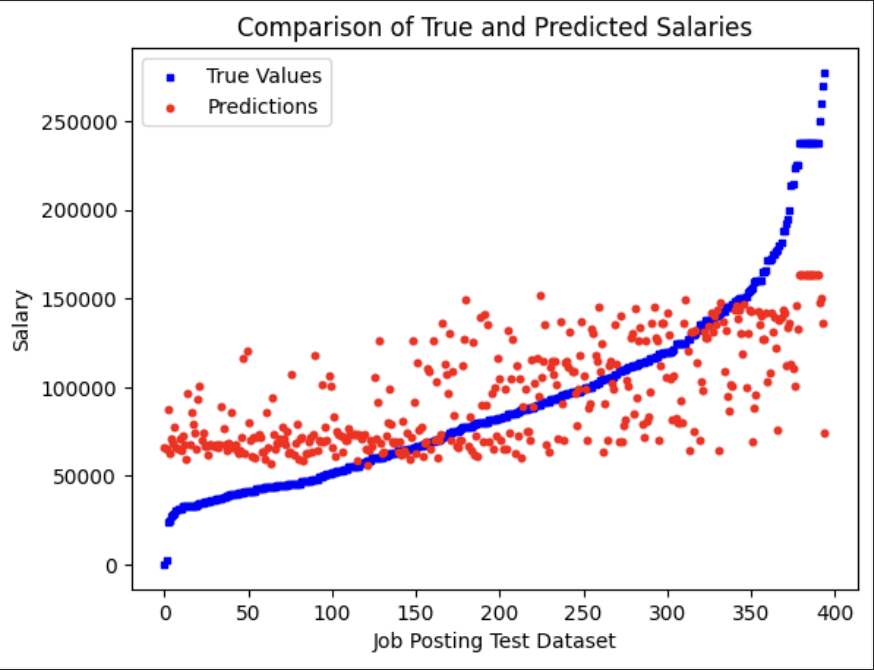 Comparison of True and Predicted Salaries
True Values
Predictions
250000
200000
150000
100000
50000
0
Salary
0 50 100 150 200 250 300 350 400
Job Posting Test Dataset